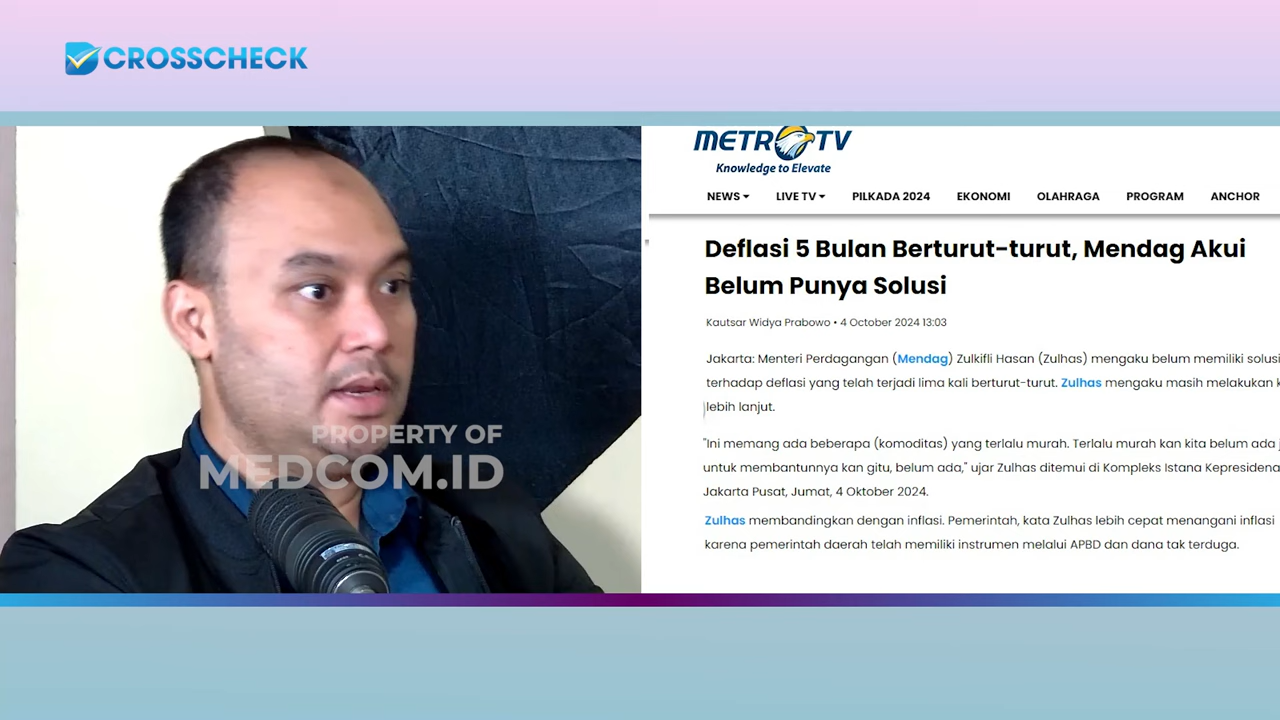 CROSSCHECK
METRO TV
Knowledge to Elevate
NEWS LIVE TV PILKADA 2024 EKONOMI OLAHRAGA PROGRAM ANCHOR
Deflasi 5 Bulan Berturut-turut, Mendag Akui
Belum Punya Solusi
Kautsar Widya Prabowo • 4 October 2024 13:03
Jakarta: Menteri Perdagangan (Mendag) Zulkifli Hasan (Zulhas) mengaku belum memiliki solusi
terhadap deflasi yang telah terjadi lima kali berturut-turut. Zulhas mengaku masih melakukan
lebih lanjut.
"Ini memang ada beberapa (komoditas) yang terlalu murah. Terlalu murah kan kita belum ada
untuk membantunnya kan gitu, belum ada," ujar Zulhas ditemui di Kompleks Istana Kepresidena
Jakarta Pusat, Jumat, 4 Oktober 2024.
Zulhas membandingkan dengan inflasi. Pemerintah, kata Zulhas lebih cepat menangani inflasi
karena pemerintah daerah telah memiliki instrumen melalui APBD dan dana tak terduga.
PROPERTY OF
MEDCOM.ID